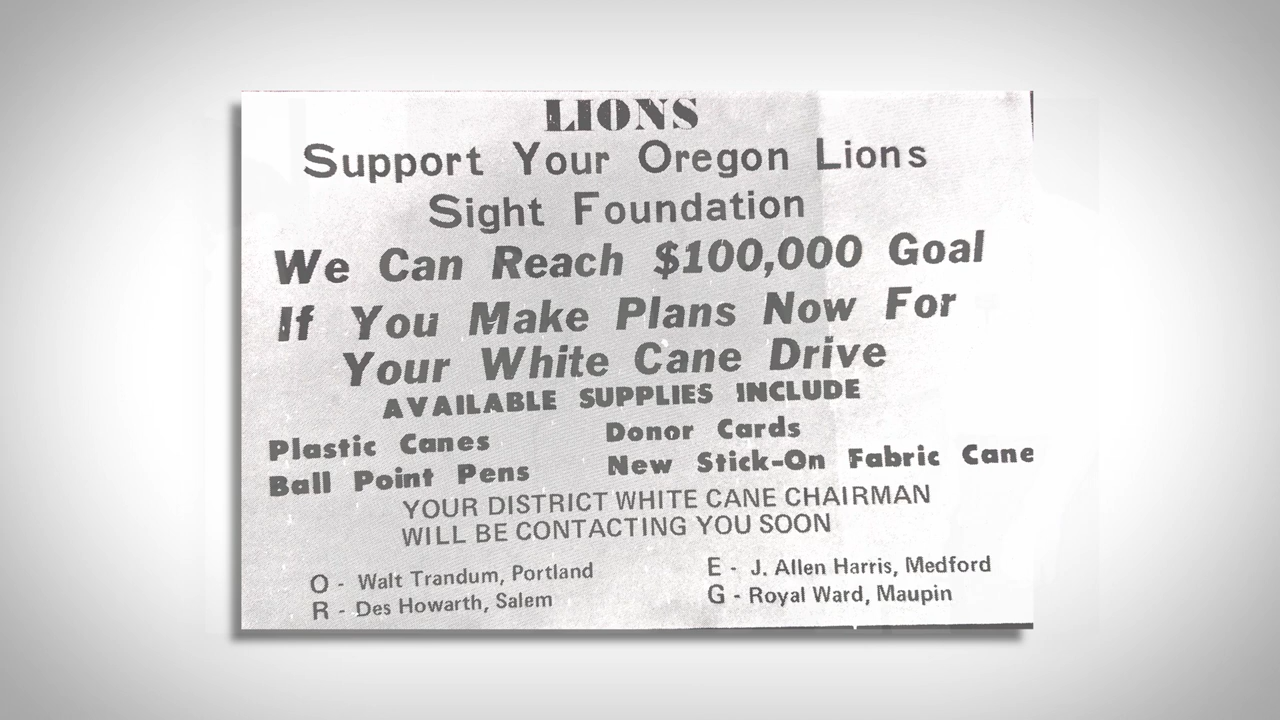 LIONS
Support Your Oregon Lions
Sight Foundation
We Can Reach $100,000 Goal
If You Make Plans Now For
Your White Cane Drive
AVAILABLE SUPPLIES INCLUDE
Plastic Canes Donor Cards
Ball Point Pens New Stick-On Fabric Cane
YOUR DISTRICT WHITE CANE CHAIRMAN
WILL BE CONTACTING YOU SOON
O - Walt Trandum, Portland E - J. Allen Harris, Medford
R - Des Howarth, Salem G - Royal Ward, Maupin